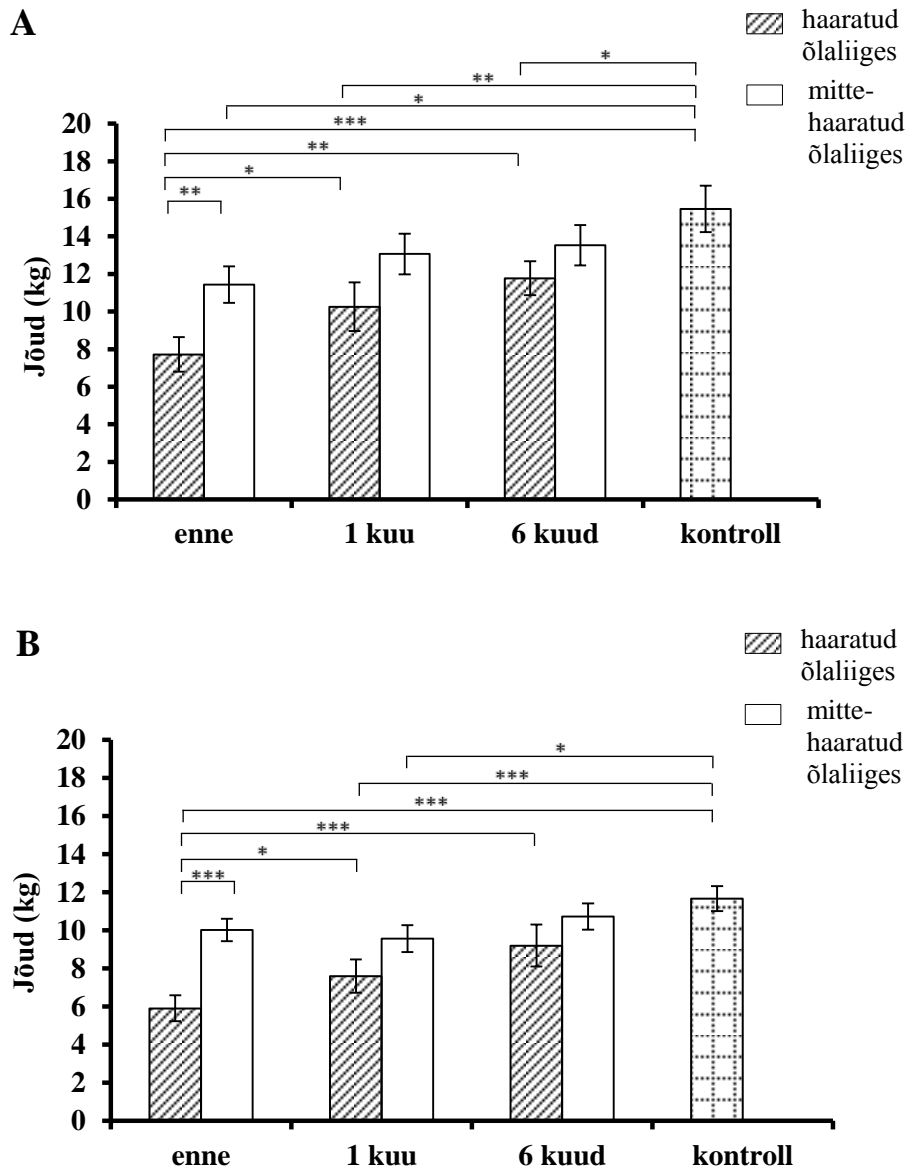 A
haaratud
õlaliiges
mitte-
haaratud
õlaliiges
*
**
*
***
**
*
**
20
18
16
14
12
10
8
6
4
2
0
Jõud (kg)
enne 1 kuu 6 kuud kontroll
B
haaratud
õlaliiges
mitte-
haaratud
õlaliiges
*
***
***
***
*
***
20
18
16
14
12
10
8
6
4
2
0
Jõud (kg)
enne 1 kuu 6 kuud kontroll